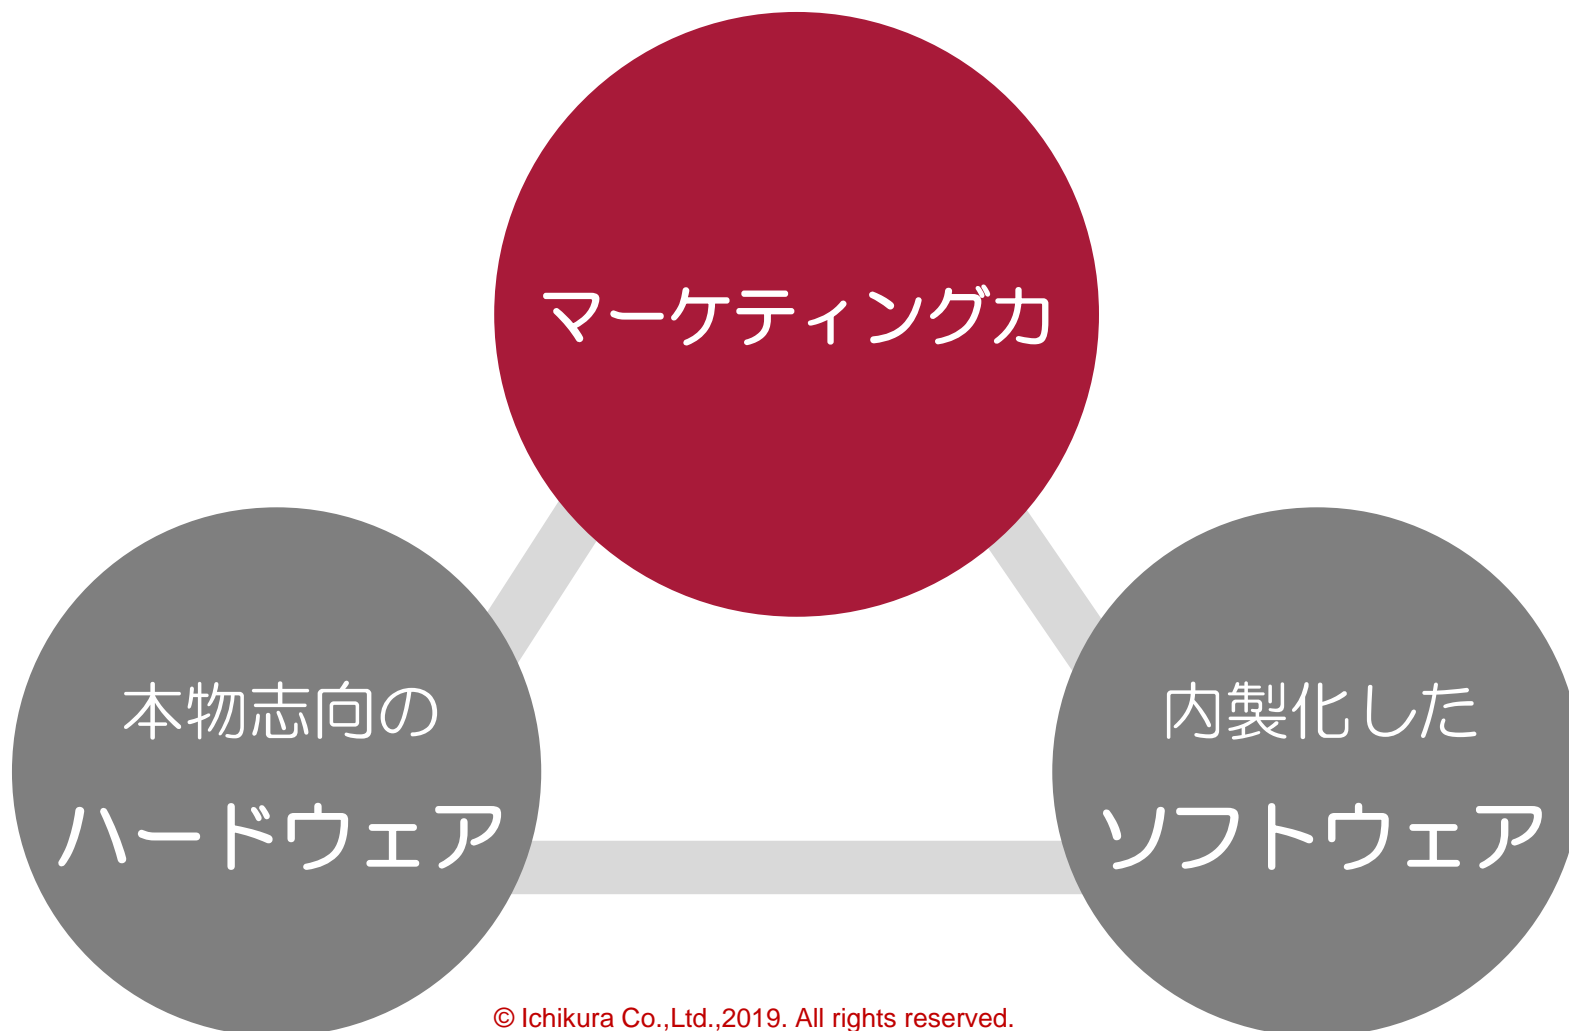 マーケティング力
本物志向の
ハードウェア
内製化した
ソフトウェア
© Ichikura Co.,Ltd.,2019. All rights reserved.